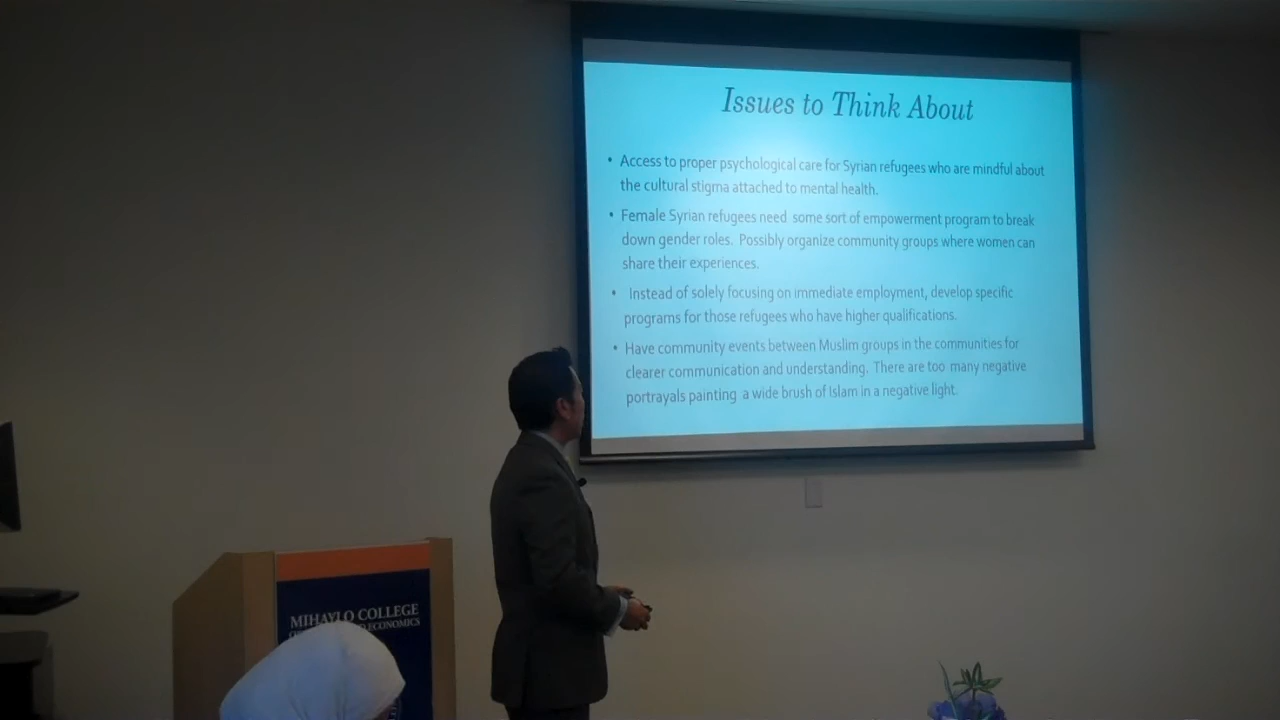 Issues to Think About
• Access to proper psychological care for Syrian refugees who are mindful about
the cultural stigma attached to mental health.
• Female Syrian refugees need some sort of empowerment program to break
down gender roles. Possibly organize community groups where women can
share their experiences.
• Instead of solely focusing on immediate employment, develop specific
programs for those refugees who have higher qualifications.
• Have community events between Muslim groups in the communities for
clearer communication and understanding. There are too many negative
portrayals painting a wide brush of Islam in a negative light.
MIHAYLO COLLEGE
ECONOMICS